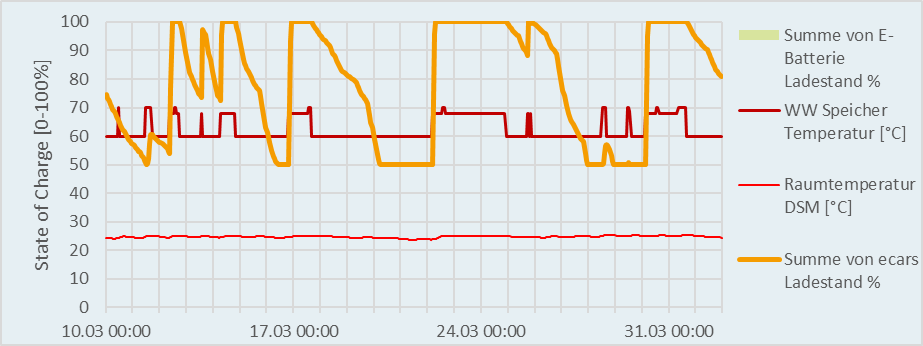 100
90
80
70
60
50
40
30
20
10
0
State of Charge [0-100%]
10.03 00:00
17.03 00:00
24.03 00:00
31.03 00:00
Summe von E-
Batterie
Ladestand %
WW Speicher
Temperatur [°C]
Raumtemperatur
DSM [°C]
Summe von ecars
Ladestand %